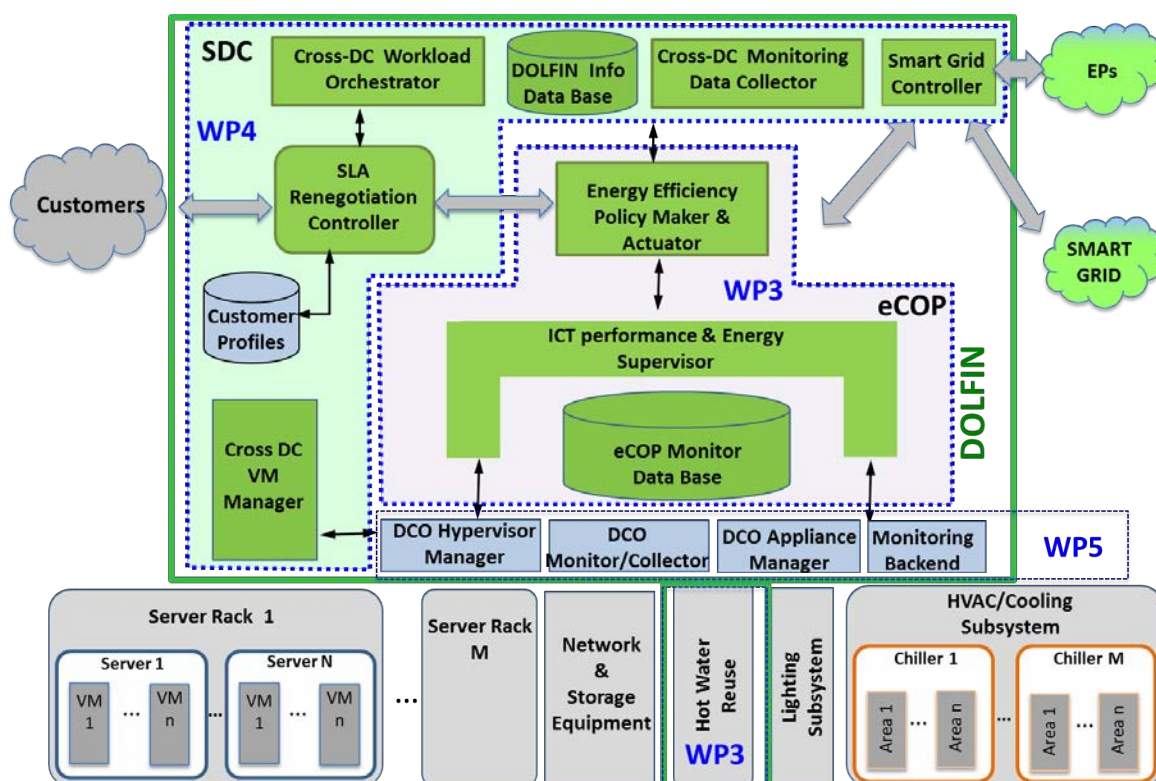 SDC
Cross-DC Workload
Orchestrator
DOLFIN Info
Data Base
Cross-DC Monitoring
Data Collector
Smart Grid
Controller
EPs
WP4
Customers
SLA
Renegotiation
Controller
Energy Efficiency
Policy Maker &
Actuator
SMART
GRID
WP3
eCOP
Customer
Profiles
ICT performance & Energy
Supervisor
DOLFIN
Cross DC
VM
Manager
eCOP Monitor
Data Base
DCO Hypervisor
Manager
DCO
Monitor/Collector
DCO Appliance
Manager
Monitoring
Backend
WP5
Server Rack 1
Server 1
VM
1
...
VM
n
...
Server N
VM
1
...
VM
n
...
Server Rack
M
Network
&
Storage
Equipment
Hot Water
Reuse
WP3
Lighting
Subsystem
HVAC/Cooling
Subsystem
Chiller 1
Area 1
...
Area n
...
Chiller M
Area 1
...
Area n